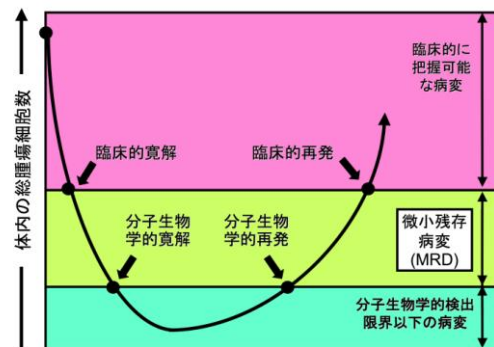 体内の総腫瘍細胞数
臨床的に
把握可能
な病変
臨床的寛解
臨床的再発
分子生物
学的寛解
分子生物
学的再発
微小残存
病変
(MRD)
分子生物学的検出
限界以下の病変